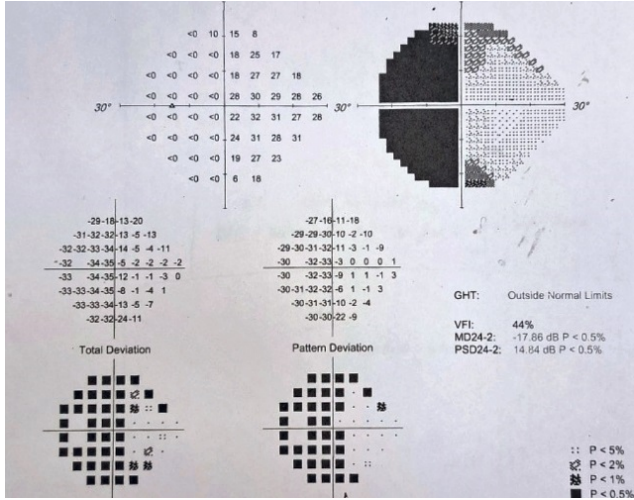 <0 10 15 8
<0 <0 <0 18 25 17
<0 <0 <0 <0 18 27 27 18
<0 <0 <0 <0 28 30 29 28 26
30° 30° 30°
<0 <0 <0 <0 22 32 31 27 28
<0 <0 <0 <0 24 31 28 31
<0 <0 <0 19 27 23
<0 <0 6 18
-29 -18 -13 -20
-31 -32 -32 -13 -5 -13
-32 -32 -33 -34 -14 -5 -4 -11
-32 -34 -35 -5 -2 -2 -2 -2
-33 -34 -35 -12 -1 -1 -3 0
-33 -33 -34 -35 -8 -1 -4 1
-33 -33 -34 -13 -5 -7
-32 -32 -24 -11
Total Deviation
-27 -16 -11 -18
-29 -29 -30 -10 -2 -10
-29 -30 -31 -32 -11 -3 -1 -9
-30 -32 -33 -3 0 0 0 1
-30 -32 -33 -9 1 1 -1 3
-30 -31 -32 -32 -6 1 -1 3
-30 -31 -31 -10 -2 -4
-30 -30 -22 -9
Pattern Deviation
GHT: Outside Normal Limits
VFI: 44%
MD24-2: -17.86 dB P < 0.5%
PSD24-2: 14.84 dB P < 0.5%
P < 5%
P < 2%
P < 1%
P < 0.5%